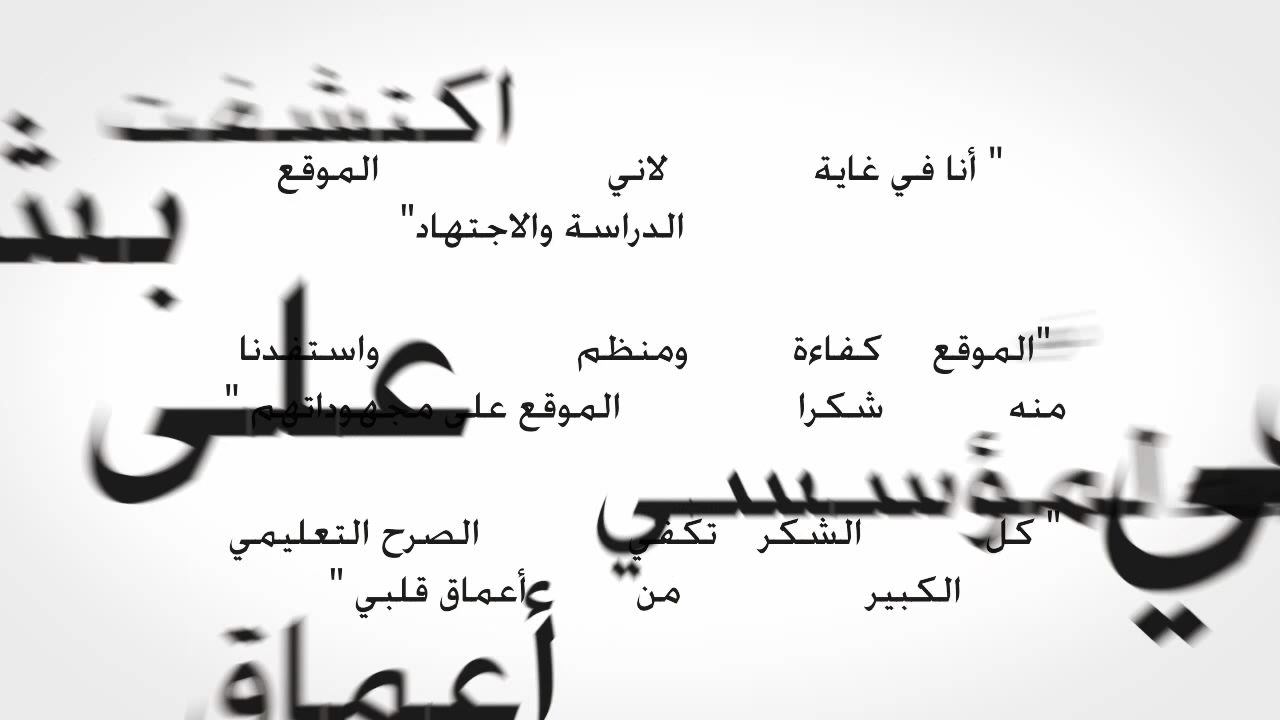 اكتشفت
" أنا في غاية لاني الموقع
الدراسة والاجتهاد"
على
"الموقع كفاءة ومنظم واستفدنا
منه شكرا الموقع على مجهوداتهم "
لمؤسسي
" كل الشكر تكفي الصرح التعليمي
الكبير من أعماق قلبي "
أعماق